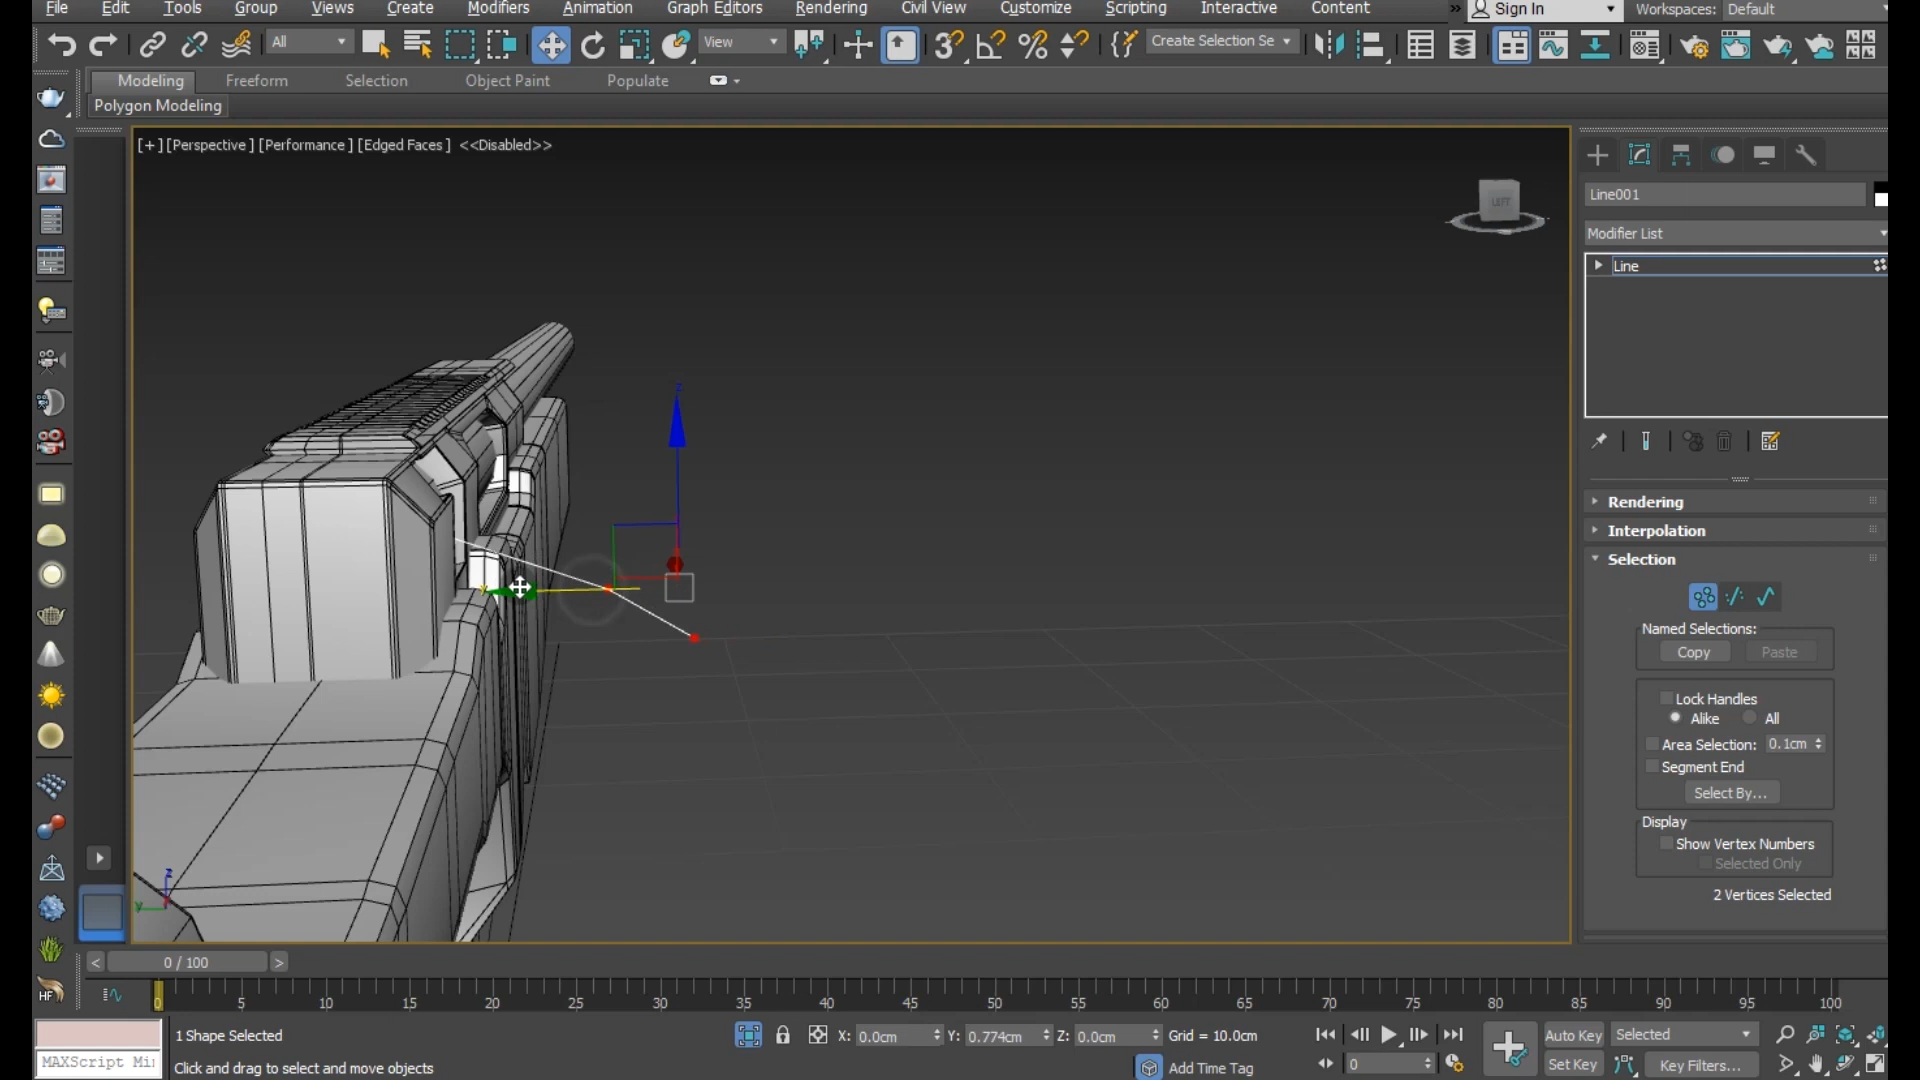 File Edit Tools Group Views Create Modifiers Animation Graph Editors Rendering Civil View Customize Scripting Interactive Content » Sign In Workspaces: Default
All View Create Selection Se
Modeling Freeform Selection Object Paint Populate
Polygon Modeling
[+][Perspective][Performance][Edged Faces] <<Disabled>>
LEFT
Line001
Modifier List
Line
Rendering
Interpolation
Selection
Named Selections:
Copy Paste
Lock Handles
Alike All
Area Selection: 0.1cm
Segment End
Select By...
Display
Show Vertex Numbers
Selected Only
2 Vertices Selected
z
y
z
y
HF
< 0 / 100 >
0 5 10 15 20 25 30 35 40 45 50 55 60 65 70 75 80 85 90 95 100
1 Shape Selected X: 0.0cm Y: 0.774cm Z: 0.0cm Grid = 10.0cm Auto Key Selected
MAXScript Mi Click and drag to select and move objects Add Time Tag 0 Set Key Key Filters...